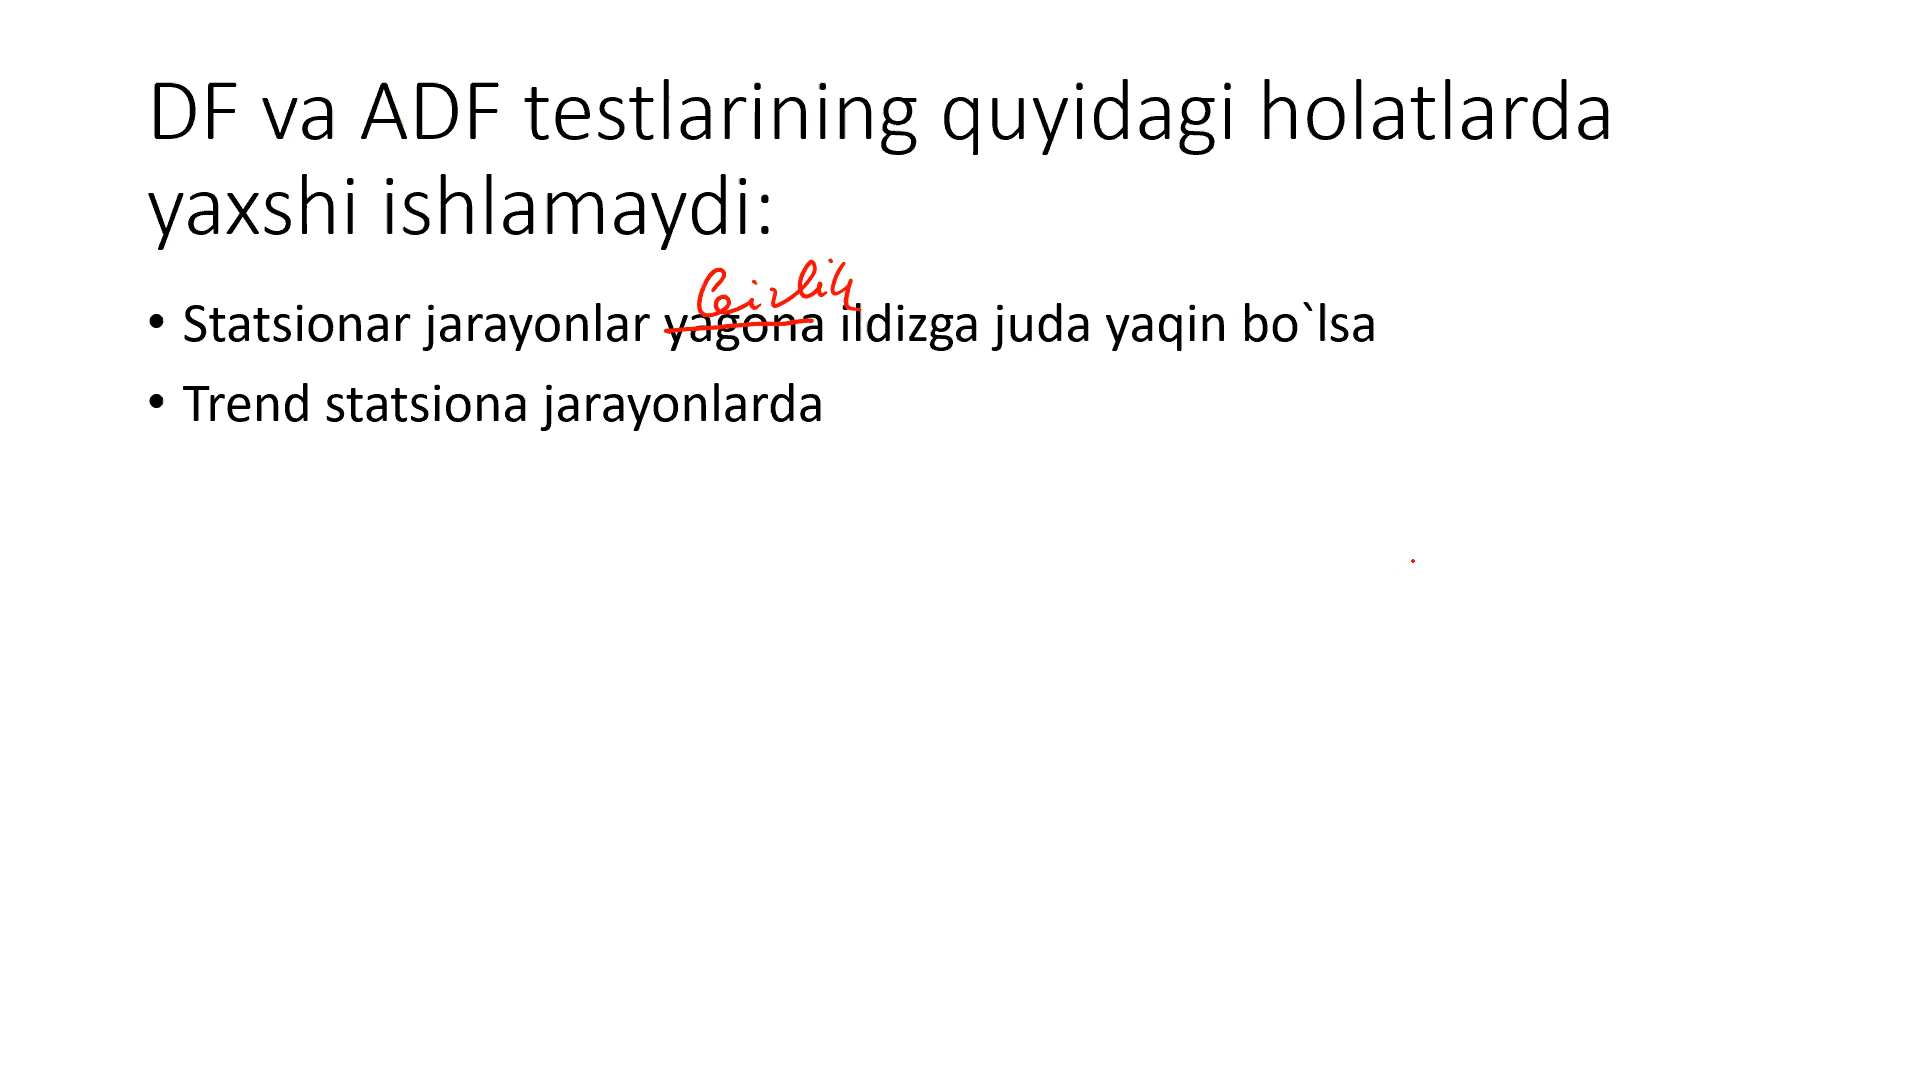 DF va ADF testlarining quyidagi holatlarda
yaxshi ishlamaydi:
birlik
• Statsionar jarayonlar yagona ildizga juda yaqin bo`lsa
• Trend statsiona jarayonlarda